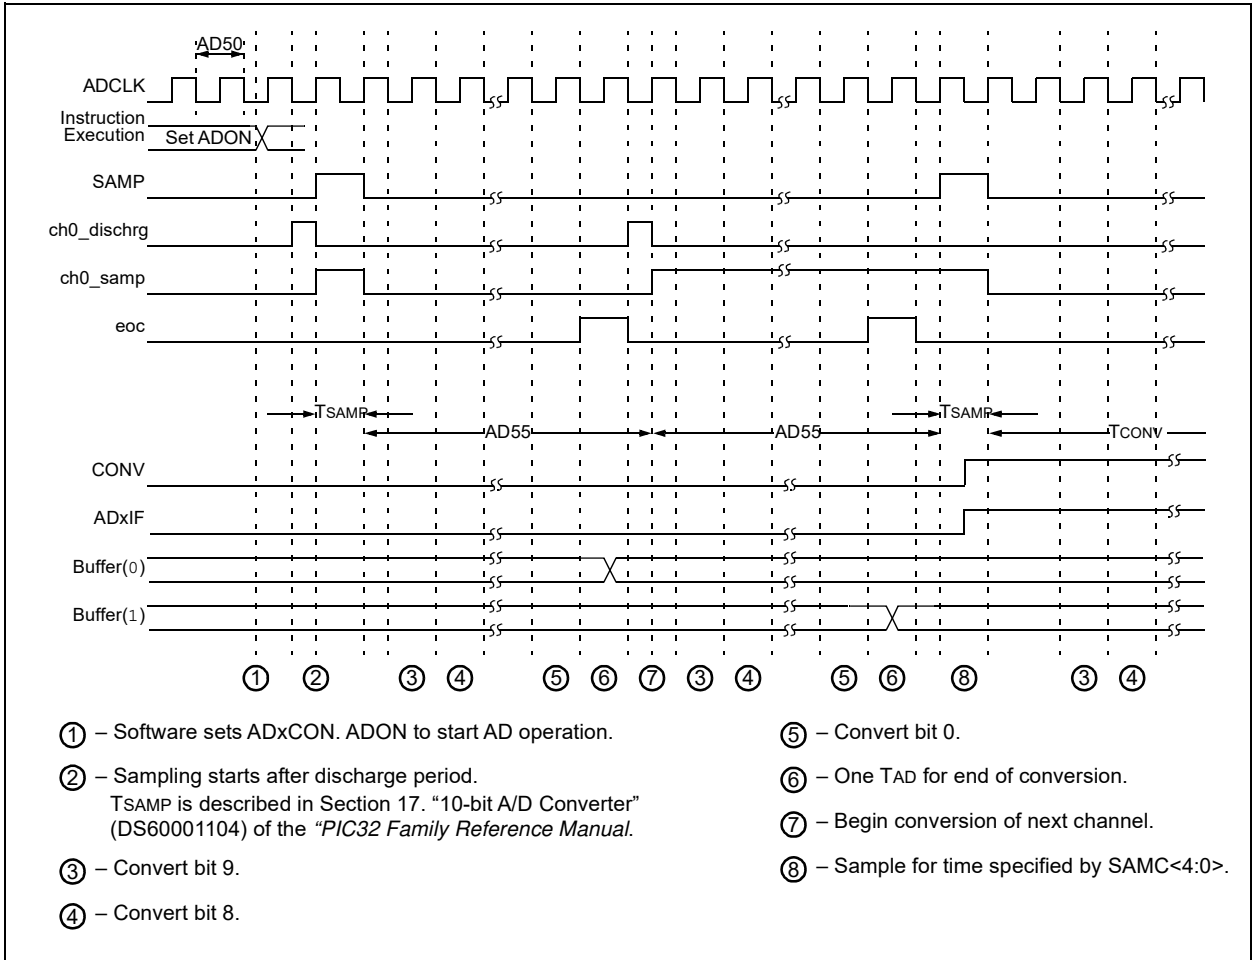 AD50
ADCLK
Instruction
Execution
Set ADON
SAMP
ch0_dischrg
ch0_samp
eoc
TSAMP
TSAMP
AD55
AD55
TCONV
CONV
ADxIF
Buffer(0)
Buffer(1)
1 2 3 4 5 6 7 3 4 5 6 8 3 4
1 – Software sets ADxCON. ADON to start AD operation.
2 – Sampling starts after discharge period.
TSAMP is described in Section 17. “10-bit A/D Converter”
(DS60001104) of the “PIC32 Family Reference Manual.
3 – Convert bit 9.
4 – Convert bit 8.
5 – Convert bit 0.
6 – One TAD for end of conversion.
7 – Begin conversion of next channel.
8 – Sample for time specified by SAMC<4:0>.